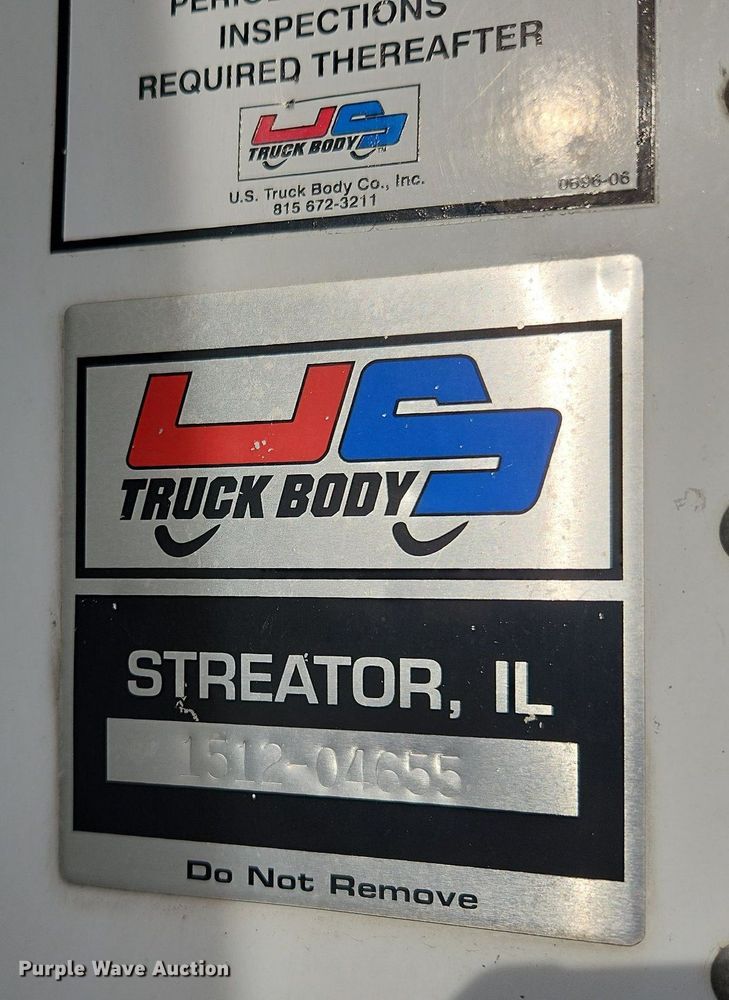 INSPECTIONS
REQUIRED THEREAFTER
US
TRUCK BODY™
U.S. Truck Body Co., Inc.
815 672-3211
0696-06
US
TRUCK BODY
STREATOR, IL
1512-04655
Do Not Remove
Purple Wave Auction